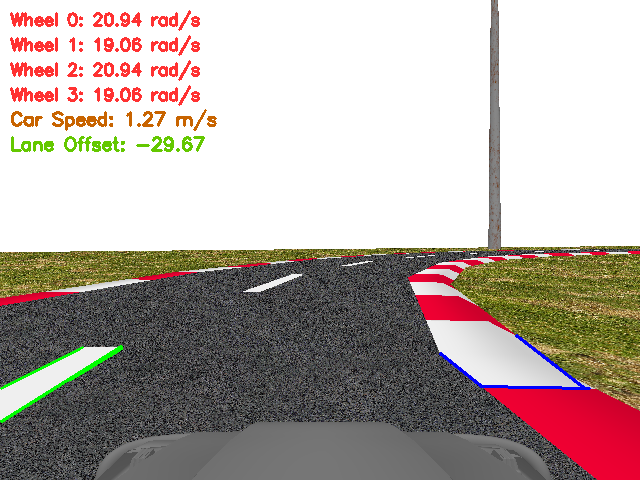 Wheel 0: 20.94 rad/s
Wheel 1: 19.06 rad/s
Wheel 2: 20.94 rad/s
Wheel 3: 19.06 rad/s
Car Speed: 1.27 m/s
Lane Offset: -29.67